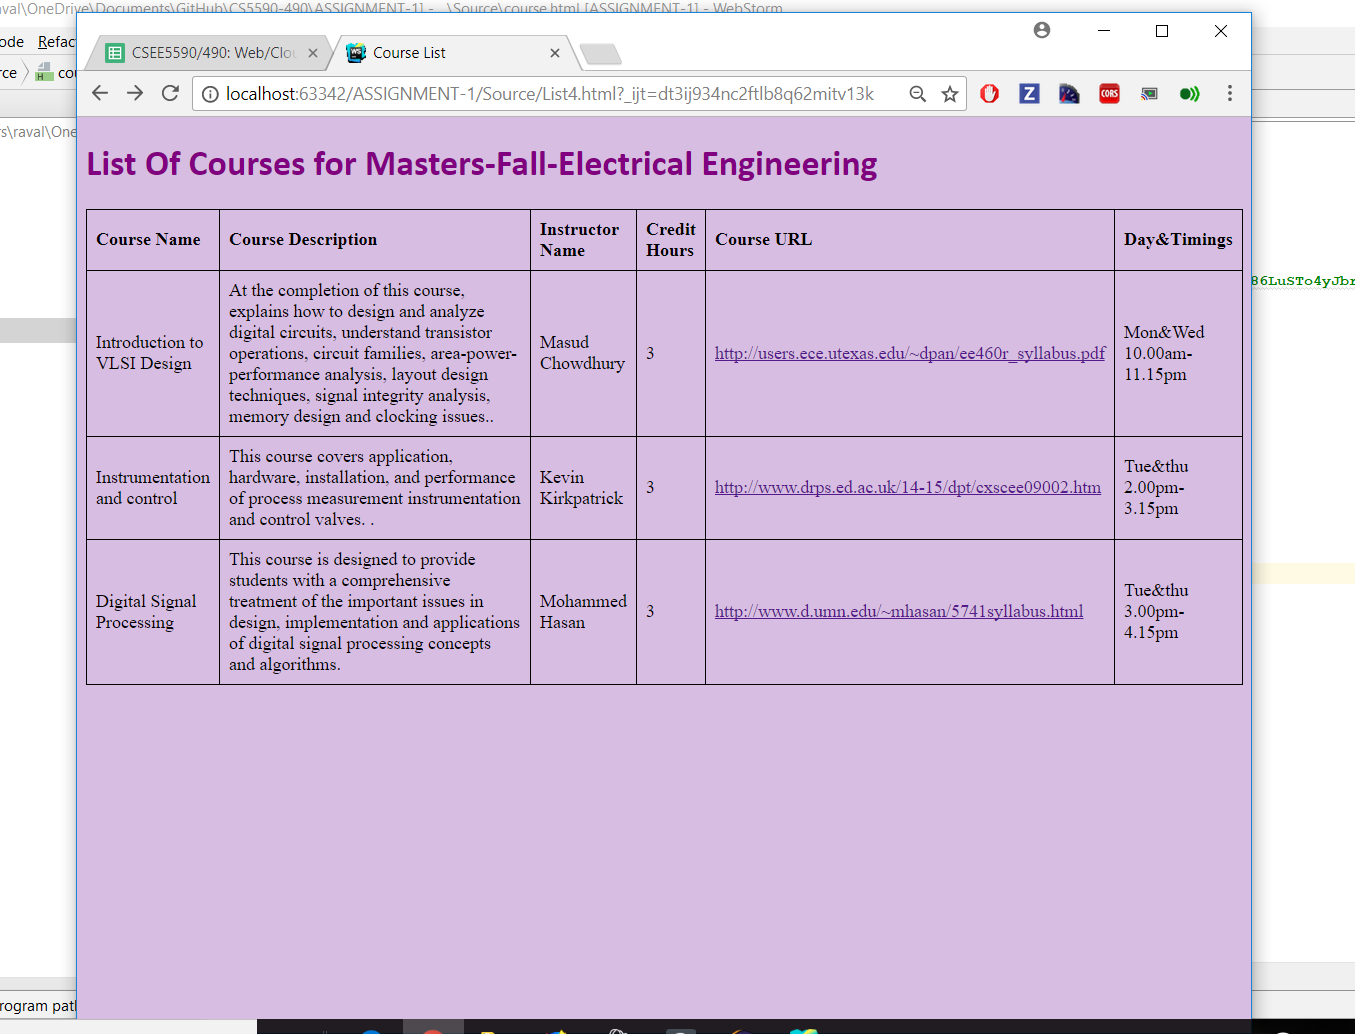 aval\OneDrive\Documents\GitHub\CS5590-490\ASSIGNMENT-1] - ...\Source\course.html [ASSIGNMENT-1] - WebStorm
ode Refac
CSEE5590/490: Web/Clou
Course List
rce
cou
localhost:63342/ASSIGNMENT-1/Source/List4.html?_ijt=dt3ij934nc2ftlb8q62mitv13k
Z
CORS
rs\raval\One
List Of Courses for Masters-Fall-Electrical Engineering
Course Name
Course Description
Instructor
Name
Credit
Hours
Course URL
Day&Timings
Introduction to
VLSI Design
At the completion of this course,
explains how to design and analyze
digital circuits, understand transistor
operations, circuit families, area-power-
performance analysis, layout design
techniques, signal integrity analysis,
memory design and clocking issues..
Masud
Chowdhury
3
http://users.ece.utexas.edu/~dpan/ee460r_syllabus.pdf
Mon&Wed
10.00am-
11.15pm
86LuSTo4yJbr
Instrumentation
and control
This course covers application,
hardware, installation, and performance
of process measurement instrumentation
and control valves. .
Kevin
Kirkpatrick
3
http://www.drps.ed.ac.uk/14-15/dpt/cxscee09002.htm
Tue&thu
2.00pm-
3.15pm
Digital Signal
Processing
This course is designed to provide
students with a comprehensive
treatment of the important issues in
design, implementation and applications
of digital signal processing concepts
and algorithms.
Mohammed
Hasan
3
http://www.d.umn.edu/~mhasan/5741syllabus.html
Tue&thu
3.00pm-
4.15pm
rogram path